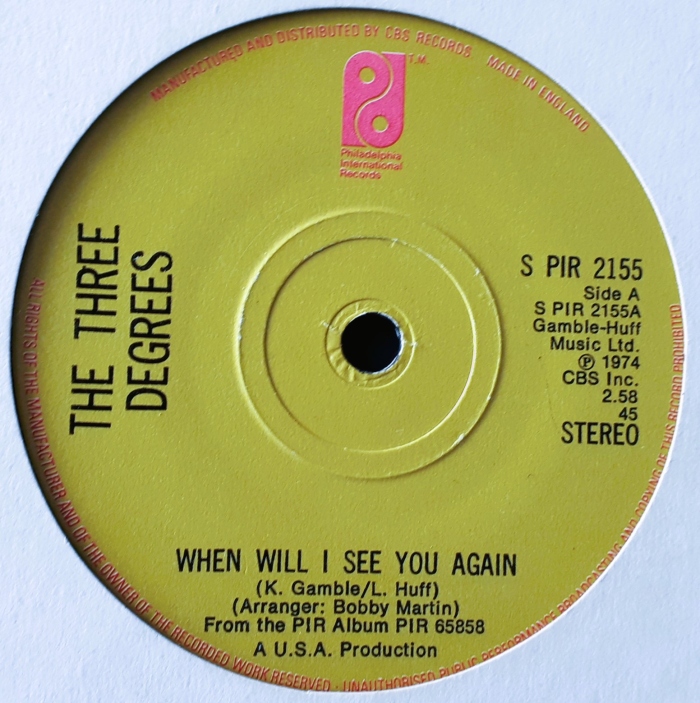 MANUFACTURED AND DISTRIBUTED BY CBS RECORDS MADE IN ENGLAND
T.M.
Philadelphia
International
Records
THE THREE
DEGREES
S PIR 2155
Side A
S PIR 2155A
Gamble-Huff
Music Ltd.
℗ 1974
CBS Inc.
2.58
45
STEREO
WHEN WILL I SEE YOU AGAIN
(K. Gamble/L. Huff)
(Arranger: Bobby Martin)
From the PIR Album PIR 65858
A U.S.A. Production
ALL RIGHTS OF THE MANUFACTURER AND OF THE OWNER OF THE RECORDED WORK RESERVED · UNAUTHORISED PUBLIC PERFORMANCE BROADCASTING AND COPYING OF THIS RECORD PROHIBITED